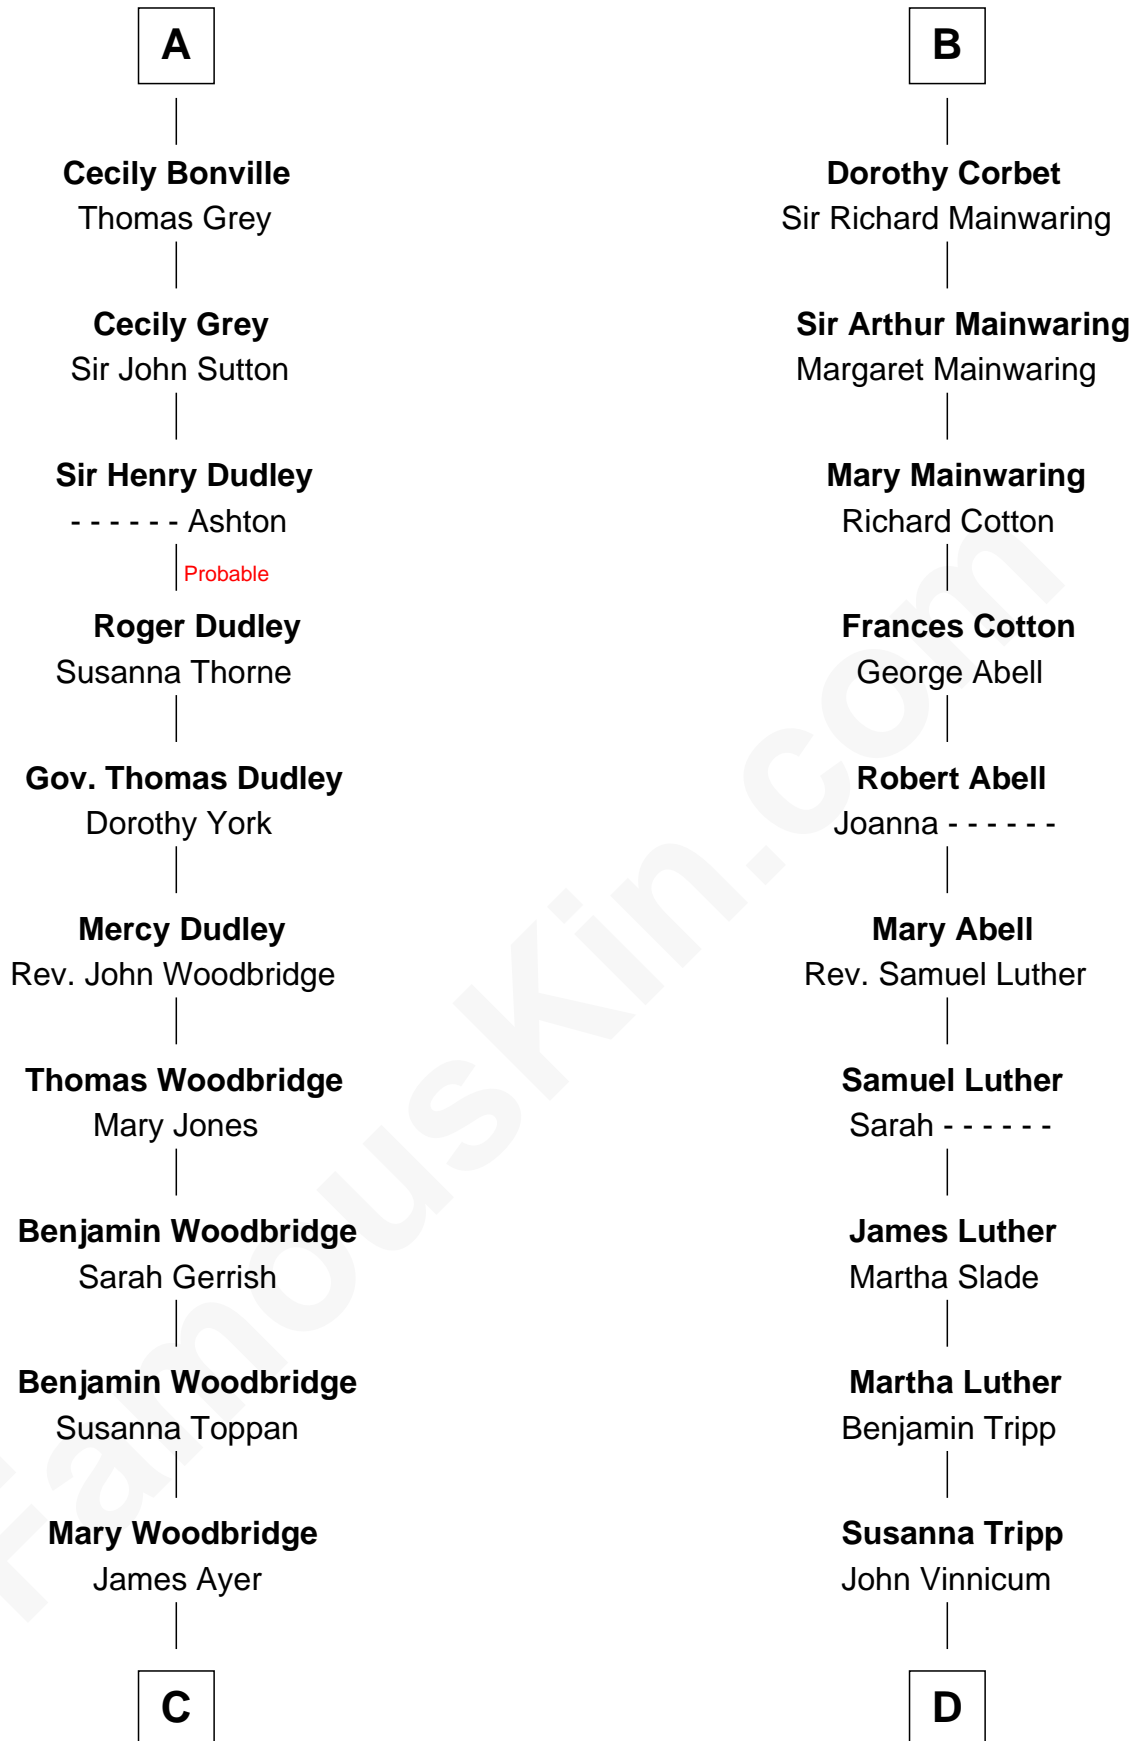 A
Cecily Bonville
Thomas Grey
Cecily Grey
Sir John Sutton
Sir Henry Dudley
- - - - - - Ashton
Probable
Roger Dudley
Susanna Thorne
Gov. Thomas Dudley
Dorothy York
Mercy Dudley
Rev. John Woodbridge
Thomas Woodbridge
Mary Jones
Benjamin Woodbridge
Sarah Gerrish
Benjamin Woodbridge
Susanna Toppan
Mary Woodbridge
James Ayer
C
B
Dorothy Corbet
Sir Richard Mainwaring
Sir Arthur Mainwaring
Margaret Mainwaring
Mary Mainwaring
Richard Cotton
Frances Cotton
George Abell
Robert Abell
Joanna - - - - - -
Mary Abell
Rev. Samuel Luther
Samuel Luther
Sarah - - - - - -
James Luther
Martha Slade
Martha Luther
Benjamin Tripp
Susanna Tripp
John Vinnicum
D
FamousKin.com